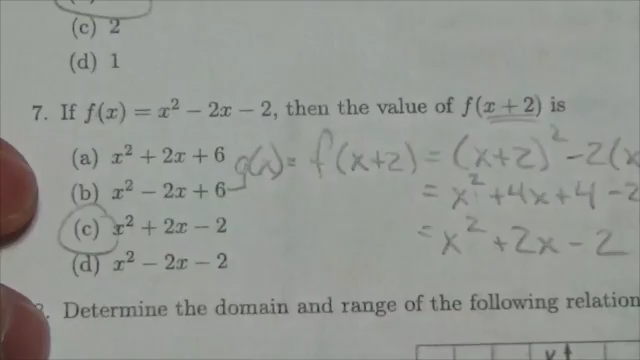 (c) 2
(d) 1
7. If f(x) = x² − 2x − 2, then the value of f(x + 2) is
(a) x² + 2x + 6
g(x) = f(x+2) = (x+2)² − 2(x
(b) x² − 2x + 6
= x² + 4x + 4 − 2
(c) x² + 2x − 2
= x² + 2x − 2
(d) x² − 2x − 2
8. Determine the domain and range of the following relation
y